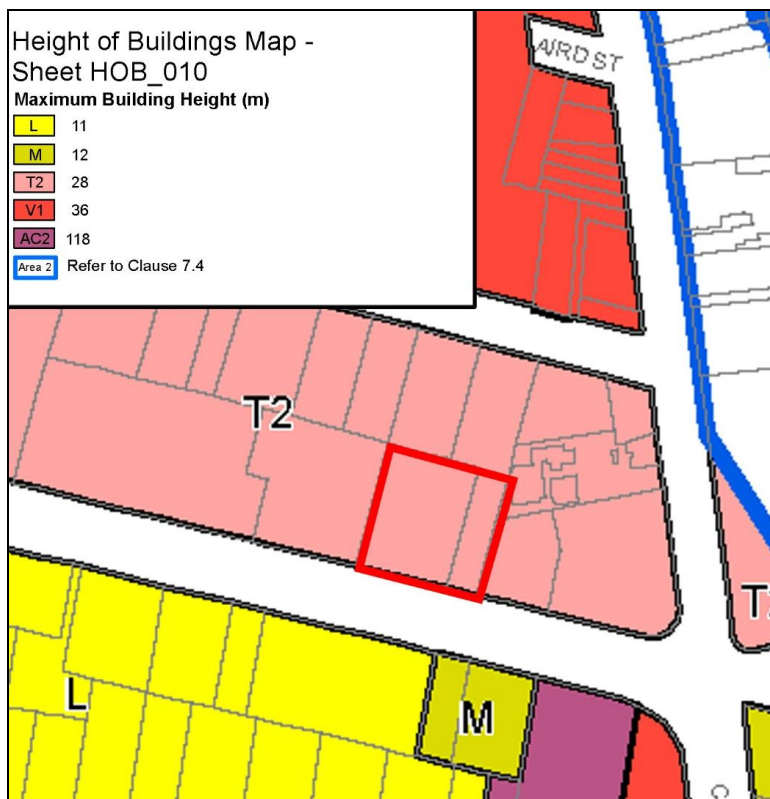 Height of Buildings Map -
Sheet HOB_010
Maximum Building Height (m)
L 11
M 12
T2 28
V1 36
AC2 118
Area 2 Refer to Clause 7.4
AIRD ST
T2
L
M